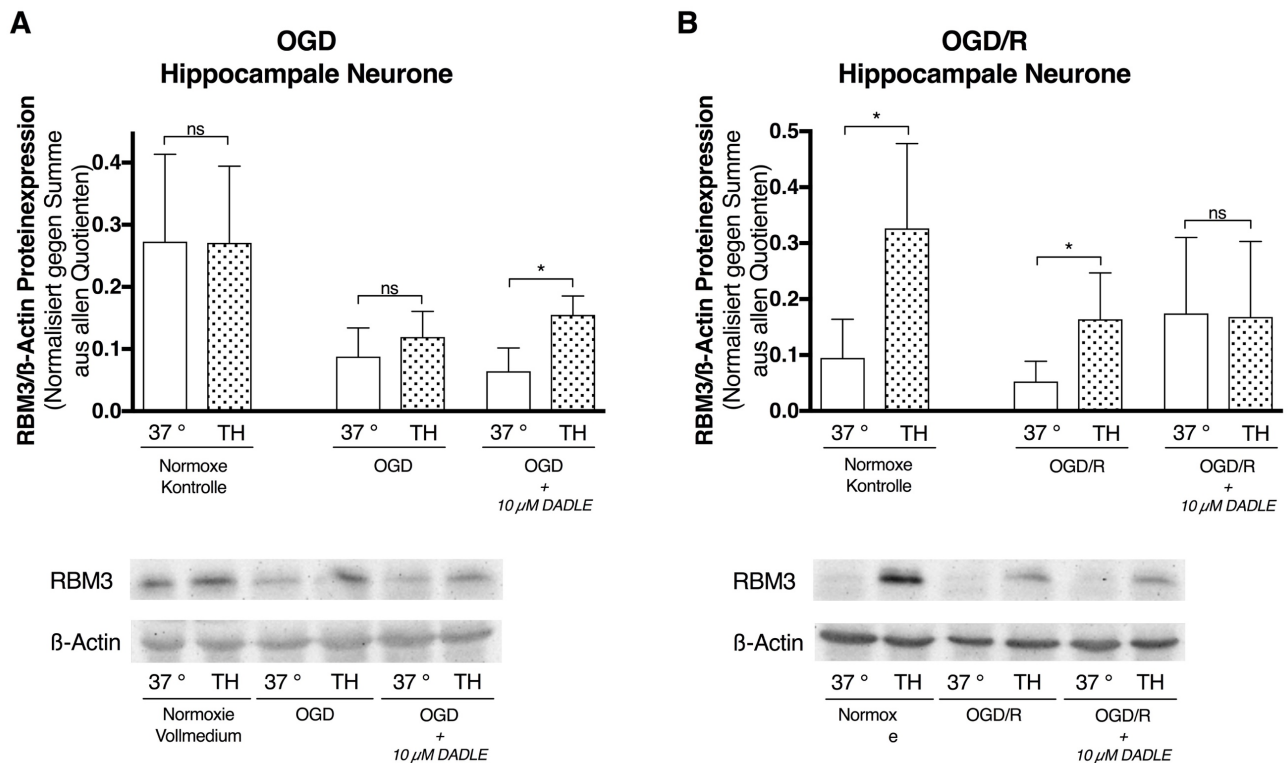 A
OGD
Hippocampale Neurone
RBM3/ß-Actin Proteinexpression
(Normalisiert gegen Summe
aus allen Quotienten)
0.4
0.3
0.2
0.1
0.0
ns
ns
*
37 ° TH 37 ° TH 37 ° TH
Normoxe
Kontrolle
OGD
OGD
+
10 µM DADLE
RBM3
ß-Actin
37 ° TH 37 ° TH 37 ° TH
Normoxie
Vollmedium
OGD
OGD
+
10 µM DADLE
B
OGD/R
Hippocampale Neurone
RBM3/ß-Actin Proteinexpression
(Normalisiert gegen Summe
aus allen Quotienten)
0.5
0.4
0.3
0.2
0.1
0.0
*
*
ns
37 ° TH 37 ° TH 37 ° TH
Normoxe
Kontrolle
OGD/R
OGD/R
+
10 µM DADLE
RBM3
ß-Actin
37 ° TH 37 ° TH 37 ° TH
Normox
e
OGD/R
OGD/R
+
10 µM DADLE